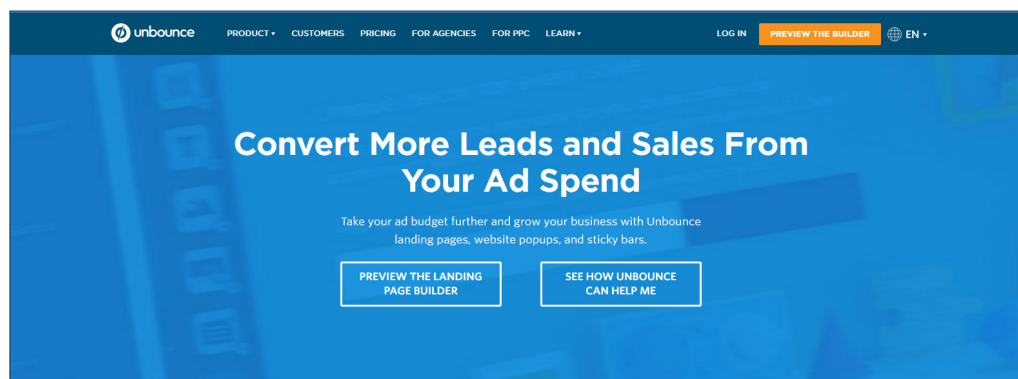 unbounce PRODUCT ▾ CUSTOMERS PRICING FOR AGENCIES FOR PPC LEARN ▾ LOG IN PREVIEW THE BUILDER EN ▾
Convert More Leads and Sales From
Your Ad Spend
Take your ad budget further and grow your business with Unbounce
landing pages, website popups, and sticky bars.
PREVIEW THE LANDING
PAGE BUILDER
SEE HOW UNBOUNCE
CAN HELP ME